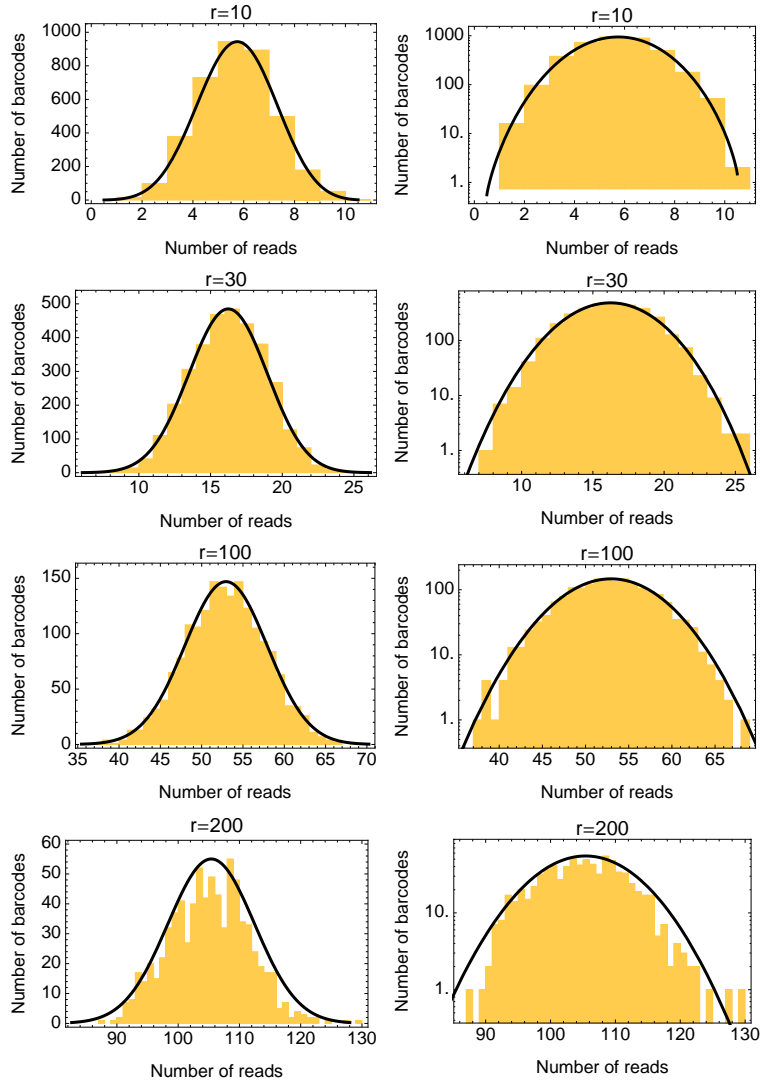 r=10
Number of barcodes
1000
800
600
400
200
0
0 2 4 6 8 10
Number of reads
r=10
Number of barcodes
1000
100
10.
1.
0 2 4 6 8 10
Number of reads
r=30
Number of barcodes
500
400
300
200
100
0
10 15 20 25
Number of reads
r=30
Number of barcodes
100
10.
1.
10 15 20 25
Number of reads
r=100
Number of barcodes
150
100
50
0
35 40 45 50 55 60 65 70
Number of reads
r=100
Number of barcodes
100
10.
1.
40 45 50 55 60 65
Number of reads
r=200
Number of barcodes
60
50
40
30
20
10
0
90 100 110 120 130
Number of reads
r=200
Number of barcodes
10.
1.
90 100 110 120 130
Number of reads